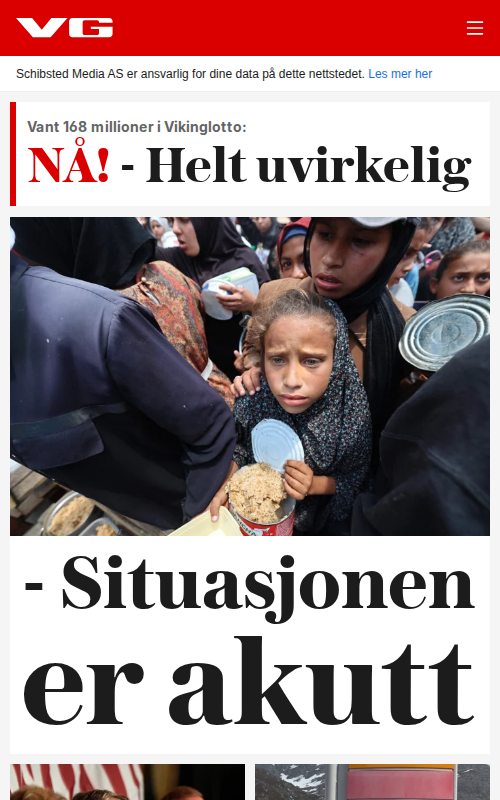 VG
Schibsted Media AS er ansvarlig for dine data på dette nettstedet. Les mer her
Vant 168 millioner i Vikinglotto:
NÅ! - Helt uvirkelig
- Situasjonen
er akutt